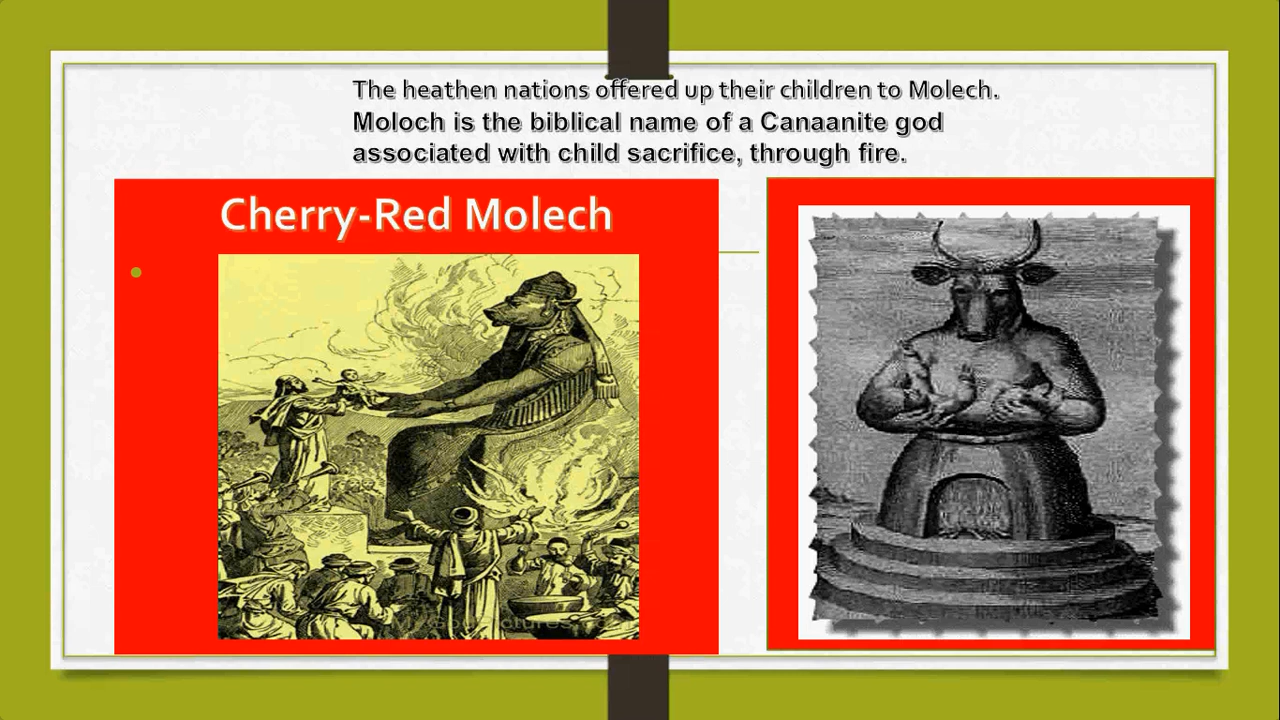 The heathen nations offered up their children to Molech.
Moloch is the biblical name of a Canaanite god
associated with child sacrifice, through fire.
Cherry-Red Molech